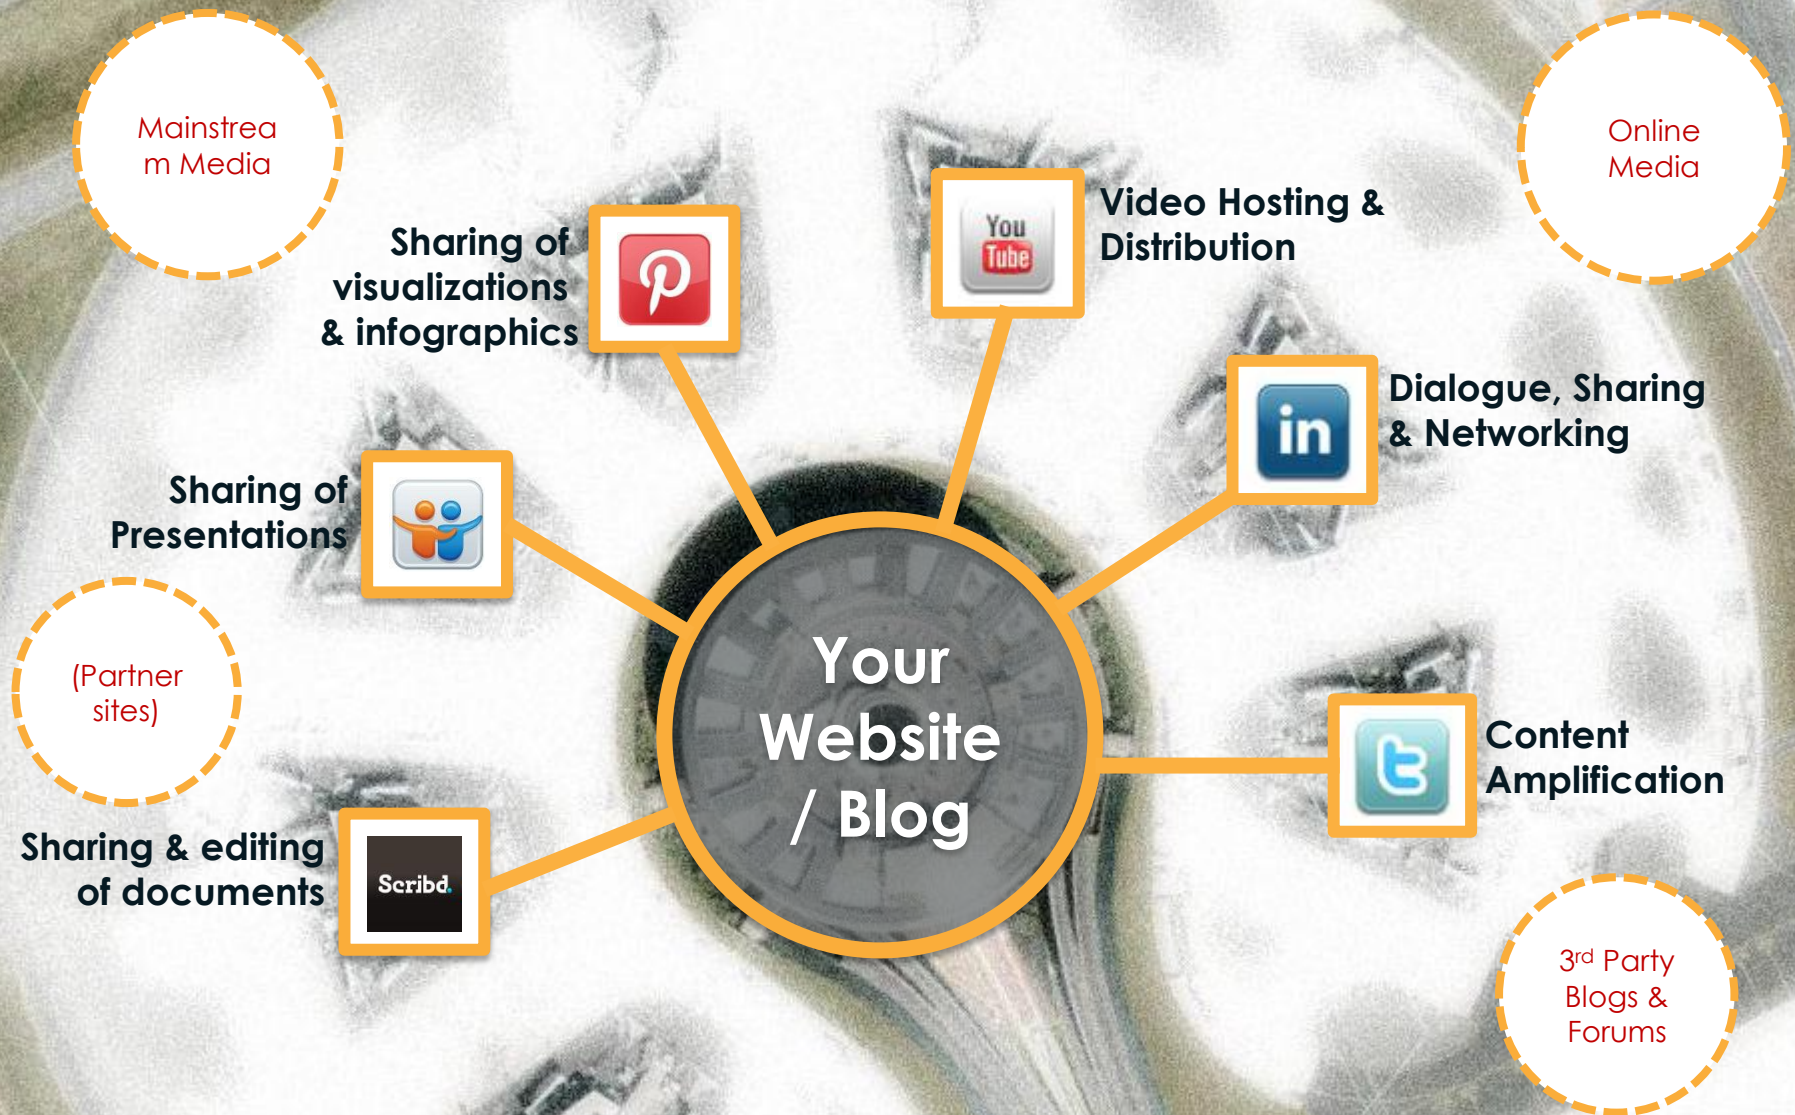 Mainstrea
m Media
Online
Media
Sharing of
visualizations
& infographics
You
Tube
Video Hosting &
Distribution
in
Dialogue, Sharing
& Networking
Sharing of
Presentations
(Partner
sites)
Your
Website
/ Blog
Content
Amplification
Sharing & editing
of documents
Scribd.
3rd Party
Blogs &
Forums